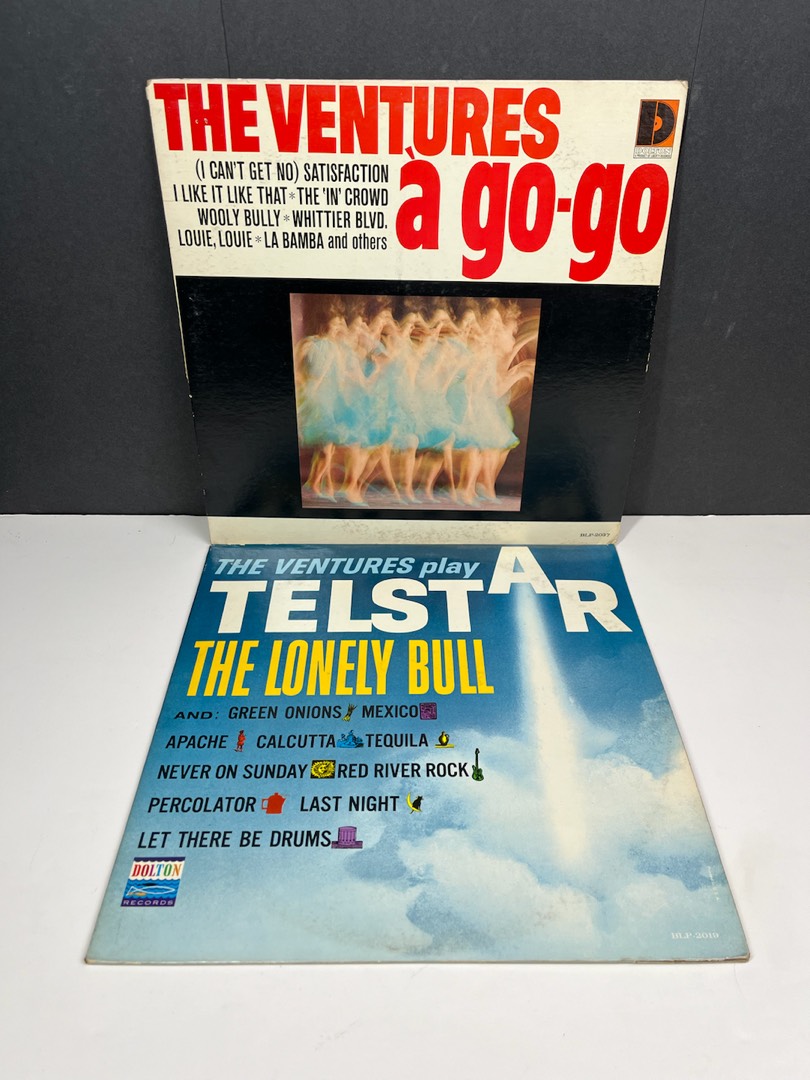 THE VENTURES
à go-go
(I CAN'T GET NO) SATISFACTION
I LIKE IT LIKE THAT * THE 'IN' CROWD
WOOLY BULLY * WHITTIER BLVD.
LOUIE, LOUIE * LA BAMBA and others
D
BLP-2037
THE VENTURES play
TELSTAR
THE LONELY BULL
AND: GREEN ONIONS MEXICO
APACHE CALCUTTA TEQUILA
NEVER ON SUNDAY RED RIVER ROCK
PERCOLATOR LAST NIGHT
LET THERE BE DRUMS
DOLTON
RECORDS
BLP-2019